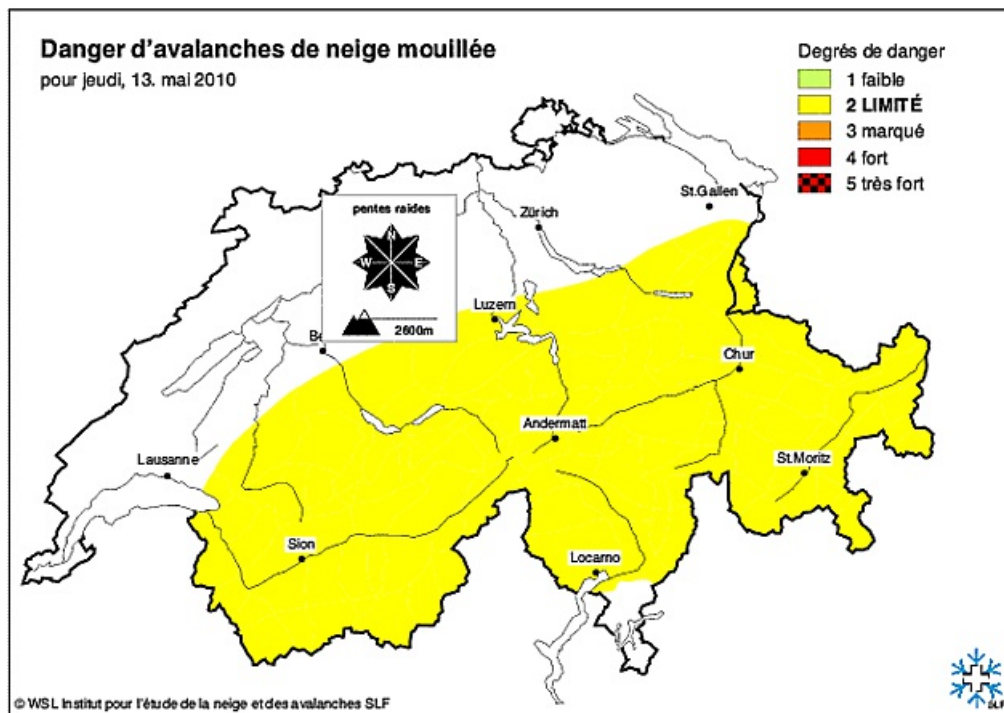 Danger d'avalanches de neige mouillée
pour jeudi, 13. mai 2010
Degrés de danger
1 faible
2 LIMITÉ
3 marqué
4 fort
5 très fort
St.Gallen
pentes raides
Zürich
N
W E
S
Luzern
2600m
Be
Chur
Andermatt
Lausanne
St.Moritz
Sion
Locarno
© WSL Institut pour l'étude de la neige et des avalanches SLF
SLF